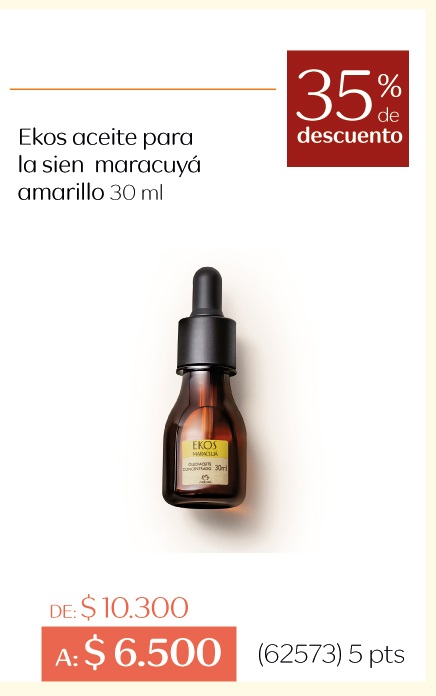 35%
de
descuento
Ekos aceite para
la sien maracuyá
amarillo 30 ml
EKOS
MARACUJÁ
30ml
natura
DE: $ 10.300
A: $ 6.500
(62573) 5 pts